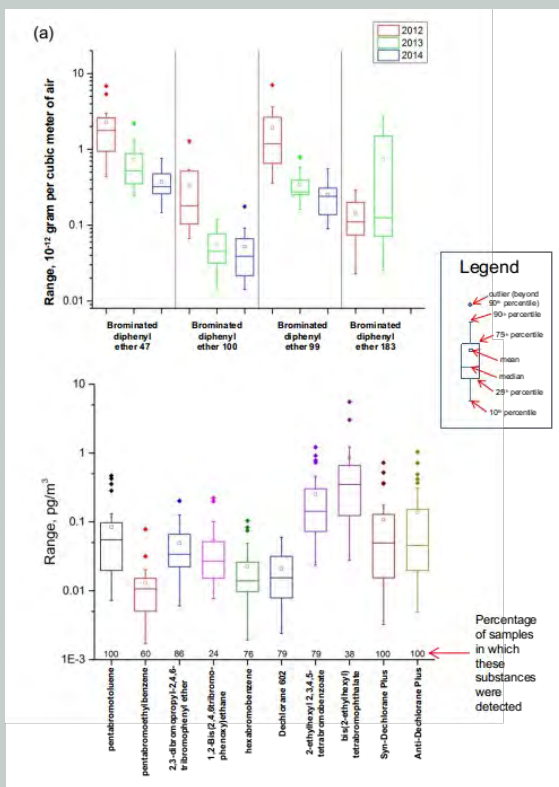 (a)
2012
2013
2014
Range, 10-12 gram per cubic meter of air
10
1
0.1
0.01
Brominated
diphenyl
ether 47
Brominated
diphenyl
ether 100
Brominated
diphenyl
ether 99
Brominated
diphenyl
ether 183
Legend
outlier (beyond
90th percentile)
90th percentile
75th percentile
mean
median
25th percentile
10th percentile
Range, pg/m3
10
1
0.1
0.01
1E-3
100
60
86
24
76
79
79
38
100
100
Percentage
of samples
in which
these
substances
were
detected
pentabromotoluene
pentabromoethylbenzene
2,3-dibromopropyl-2,4,6-
tribromophenyl ether
1,2-Bis(2,4,6tribromo-
phenoxy)ethane
hexabromobenzene
Dechlorane 602
2-ethylhexyl 2,3,4,5-
tetrabromobenzoate
bis(2-ethylhexyl)
tetrabromophthalate
Syn-Dechlorane Plus
Anti-Dechlorane Plus